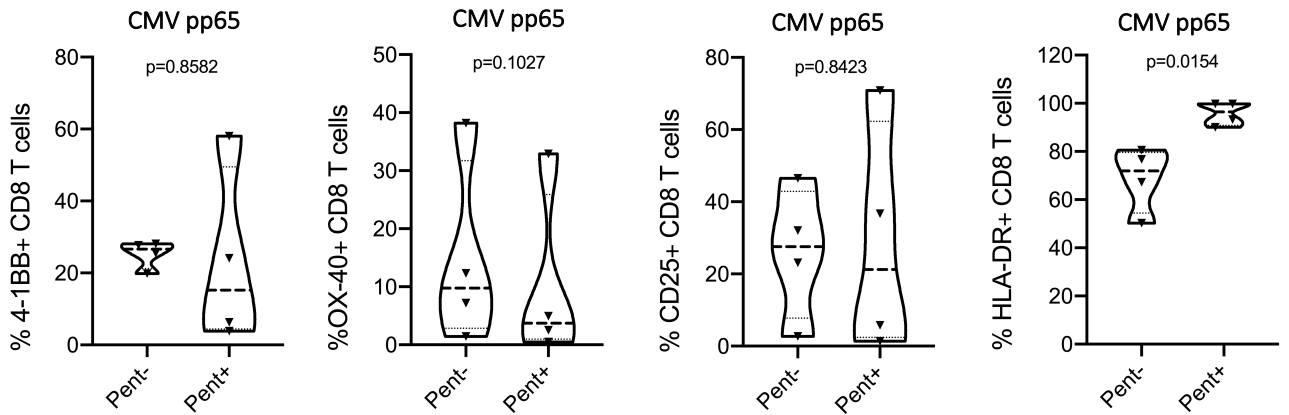 CMV pp65
p=0.8582
% 4-1BB+ CD8 T cells
80
60
40
20
0
Pent-
Pent+
CMV pp65
p=0.1027
%OX-40+ CD8 T cells
50
40
30
20
10
0
Pent-
Pent+
CMV pp65
p=0.8423
% CD25+ CD8 T cells
80
60
40
20
0
Pent-
Pent+
CMV pp65
p=0.0154
% HLA-DR+ CD8 T cells
120
100
80
60
40
20
0
Pent-
Pent+